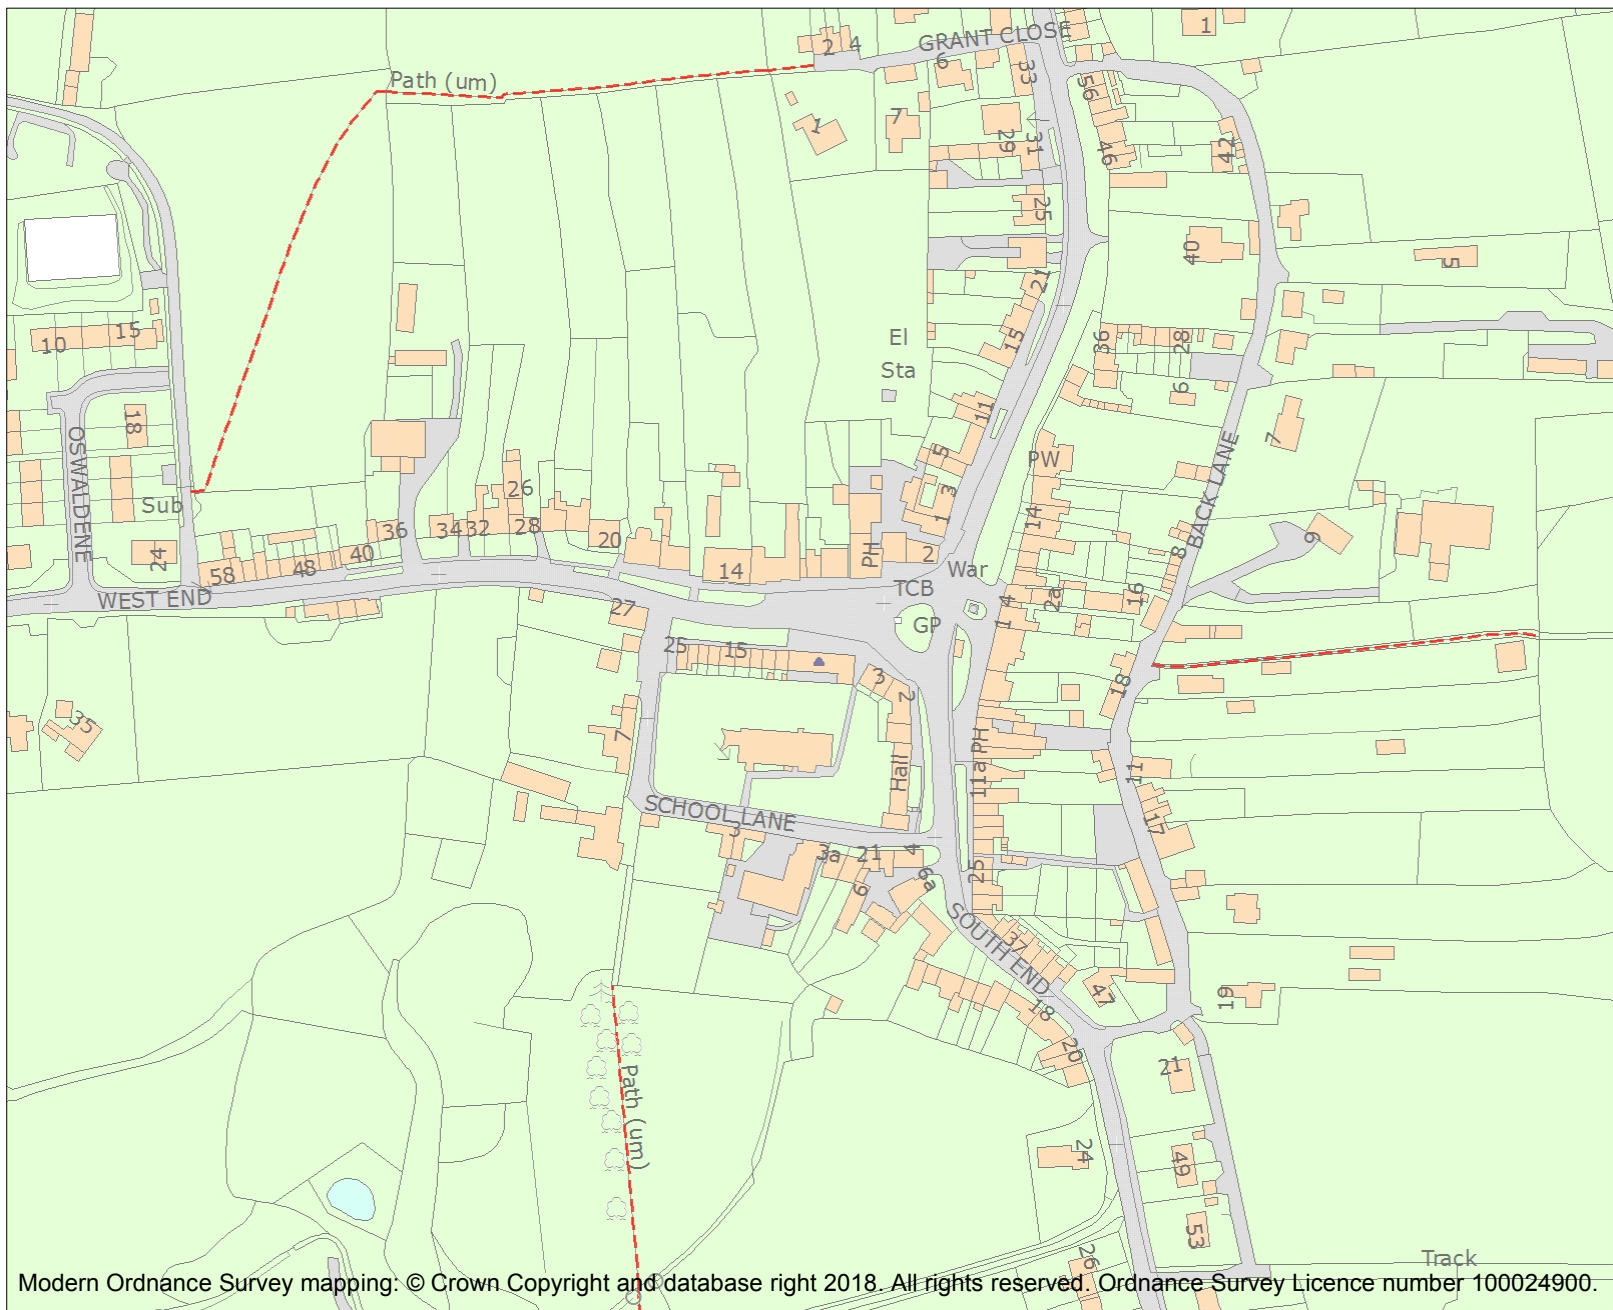 1
2 4
GRANT CLOSE
6
33
56
Path (um)
1
7
29
31
46
42
25
40
5
21
10
15
El
Sta
15
36
28
6
18
11
OSWALDENE
7
BACK LANE
5
PW
Sub
26
3
14
36
34 32
28
1
9
20
24
40
PH
2
8
58
48
14
War
WEST END
TCB
2a
16
27
1 4
GP
25
15
3
2
18
35
7
PH
Hall
11a
11
SCHOOL LANE
3
17
3a
21
4
25
6a
9
SOUTH END
37
47
19
18
20
21
Path (um)
24
49
53
26
Track
Modern Ordnance Survey mapping: © Crown Copyright and database right 2018. All rights reserved. Ordnance Survey Licence number 100024900.